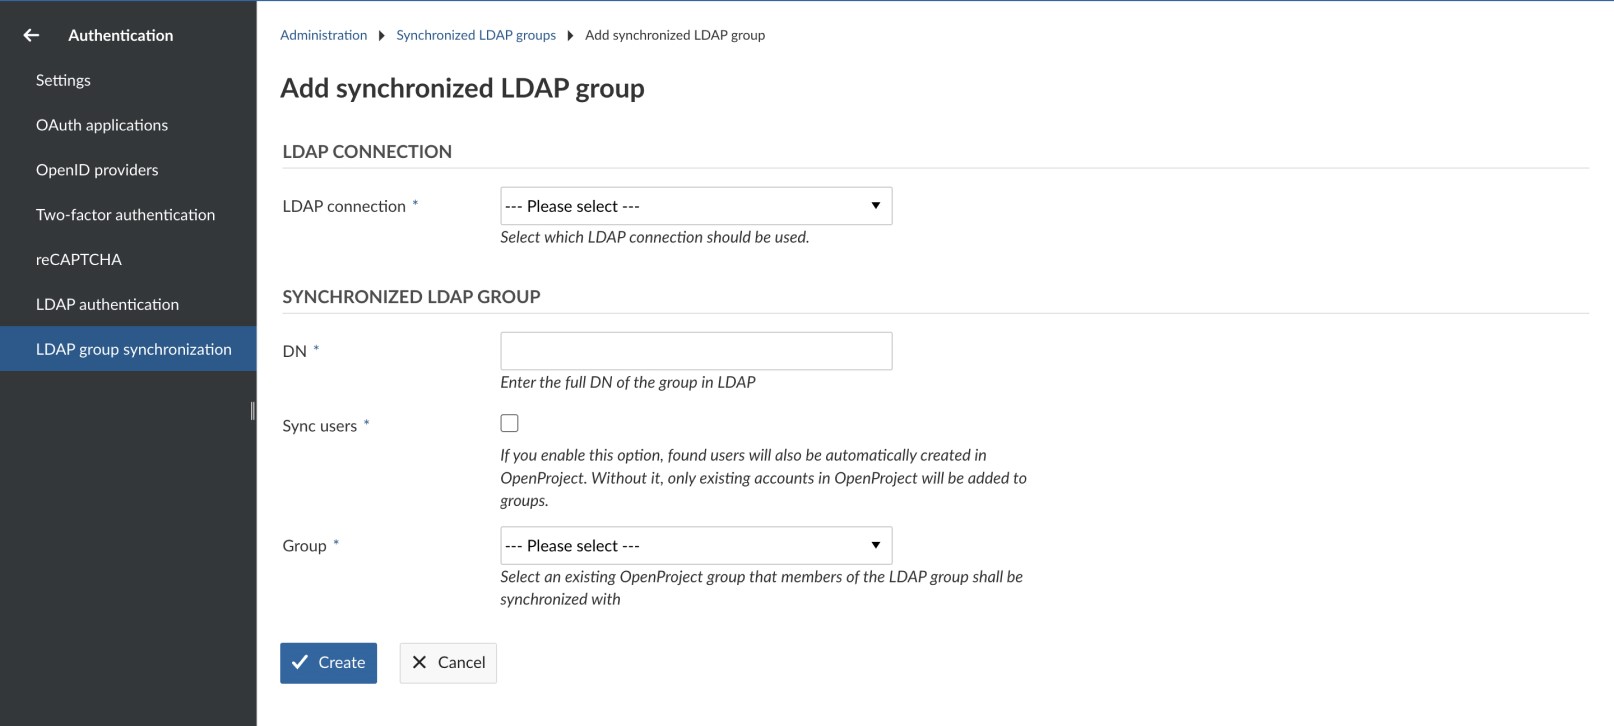 Authentication
Settings
OAuth applications
OpenID providers
Two-factor authentication
reCAPTCHA
LDAP authentication
LDAP group synchronization
Administration Synchronized LDAP groups Add synchronized LDAP group
Add synchronized LDAP group
LDAP CONNECTION
LDAP connection *
--- Please select ---
Select which LDAP connection should be used.
SYNCHRONIZED LDAP GROUP
DN *
Enter the full DN of the group in LDAP
Sync users *
If you enable this option, found users will also be automatically created in
OpenProject. Without it, only existing accounts in OpenProject will be added to
groups.
Group *
--- Please select ---
Select an existing OpenProject group that members of the LDAP group shall be
synchronized with
Create
Cancel